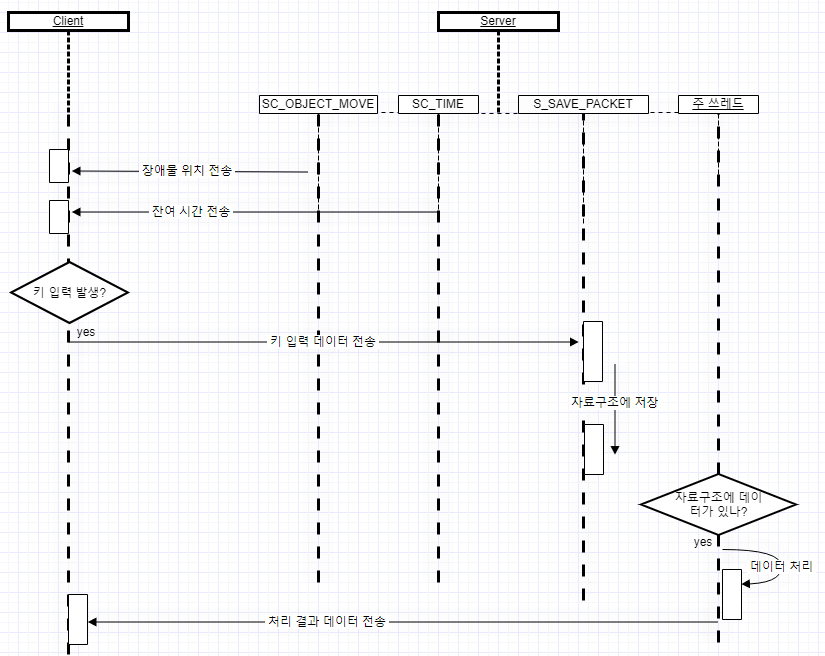 Client
Server
SC_OBJECT_MOVE
SC_TIME
S_SAVE_PACKET
주 쓰레드
장애물 위치 전송
잔여 시간 전송
키 입력 발생?
yes
키 입력 데이터 전송
자료구조에 저장
자료구조에 데이
터가 있나?
yes
데이터 처리
처리 결과 데이터 전송